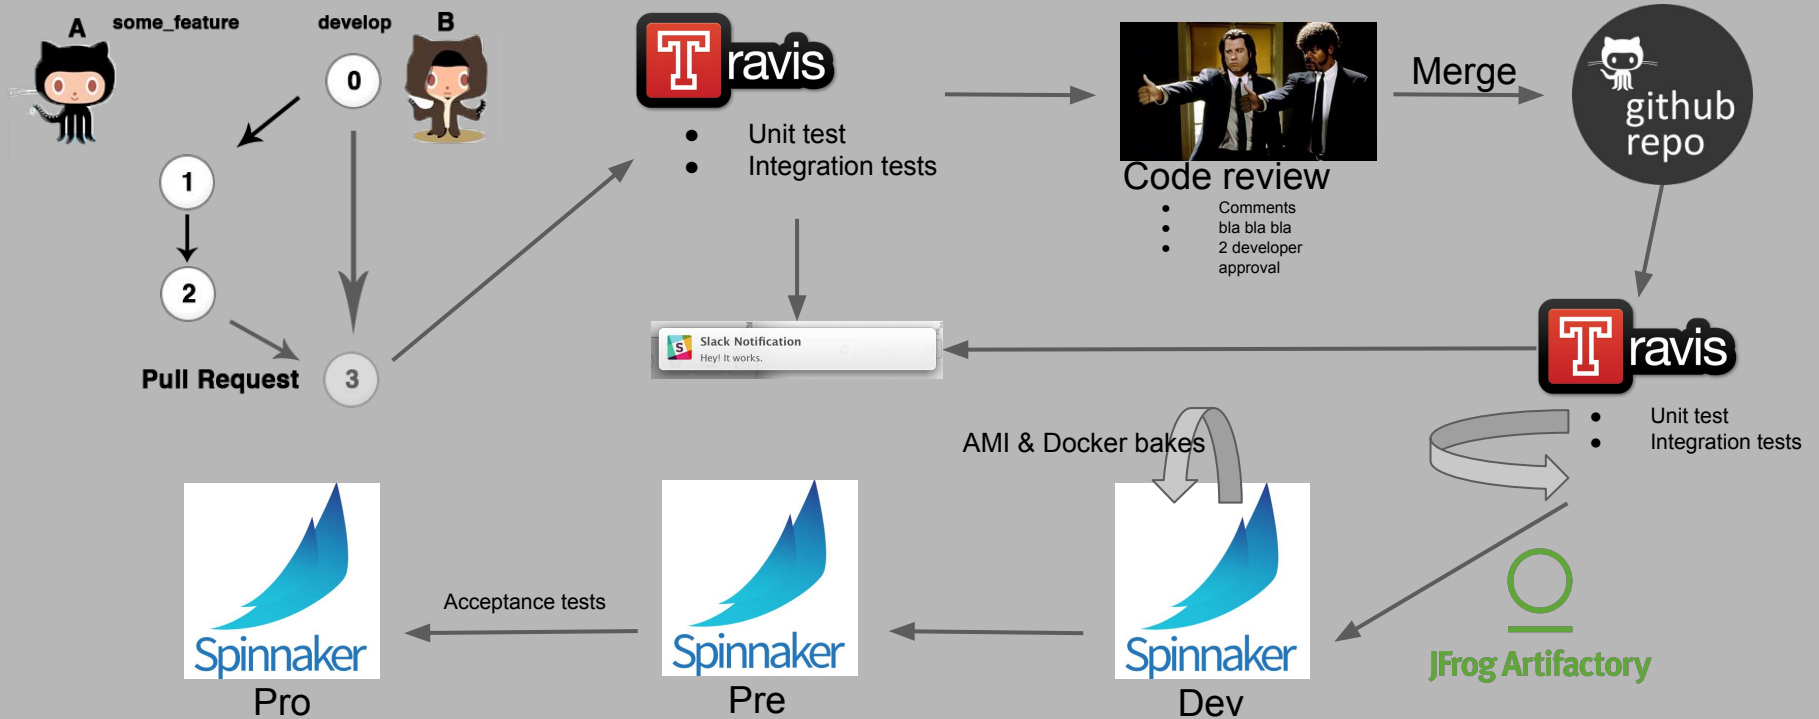 A
some_feature
develop
B
0
1
2
Pull Request
3
Travis
● Unit test
● Integration tests
Code review
● Comments
● bla bla bla
● 2 developer
approval
Merge
github
repo
Slack Notification
Hey! It works.
Travis
● Unit test
● Integration tests
AMI & Docker bakes
JFrog Artifactory
Spinnaker
Dev
Spinnaker
Pre
Acceptance tests
Spinnaker
Pro